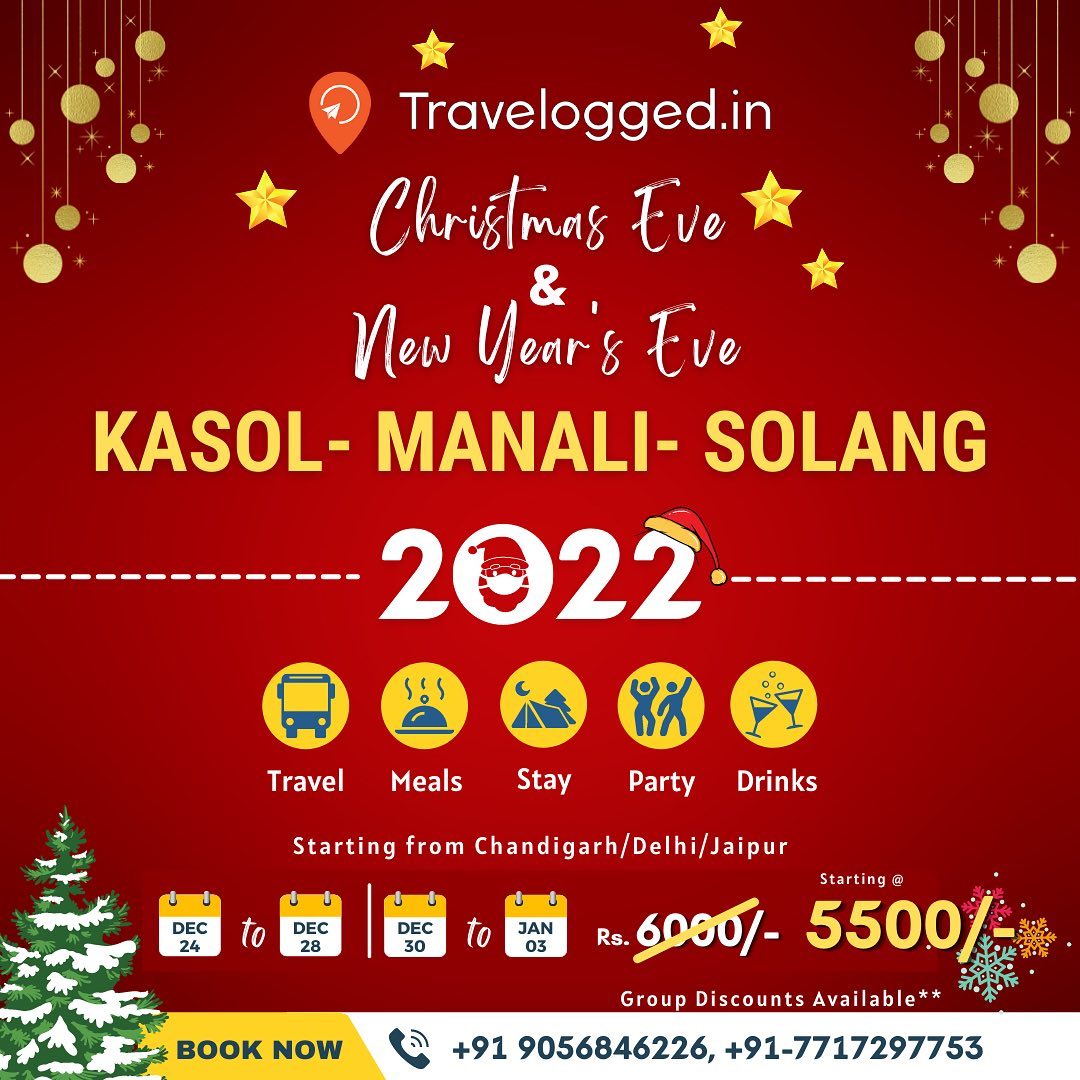 Travelogged.in
Christmas Eve
&
New Year's Eve
KASOL- MANALI- SOLANG
2022
Travel Meals Stay Party Drinks
Starting from Chandigarh/Delhi/Jaipur
Starting @
DEC 24 to DEC 28 | DEC 30 to JAN 03 Rs. 6000/- 5500/-
Group Discounts Available**
BOOK NOW +91 9056846226, +91-7717297753